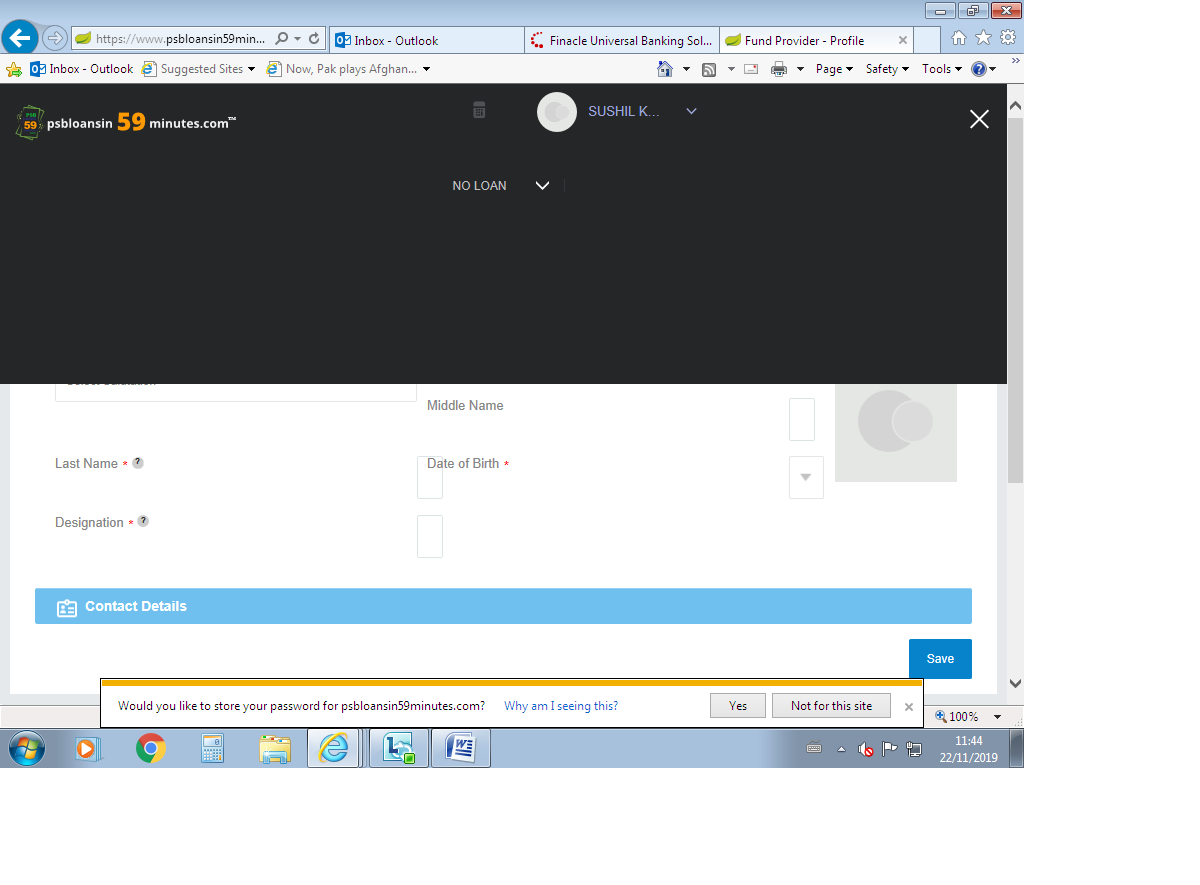 https://www.psbloansin59min...
Inbox - Outlook
Finacle Universal Banking Sol...
Fund Provider - Profile
Inbox - Outlook
Suggested Sites
Now, Pak plays Afghan...
Page
Safety
Tools
PSB
59
psbloansin 59 minutes.com™
SUSHIL K...
NO LOAN
Middle Name
Last Name * ?
Date of Birth *
Designation * ?
Contact Details
Save
Would you like to store your password for psbloansin59minutes.com?
Why am I seeing this?
Yes
Not for this site
100%
11:44
22/11/2019